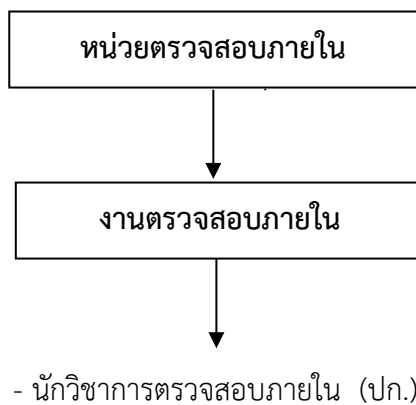 หน่วยตรวจสอบภายใน
งานตรวจสอบภายใน
- นักวิชาการตรวจสอบภายใน (ปก.)